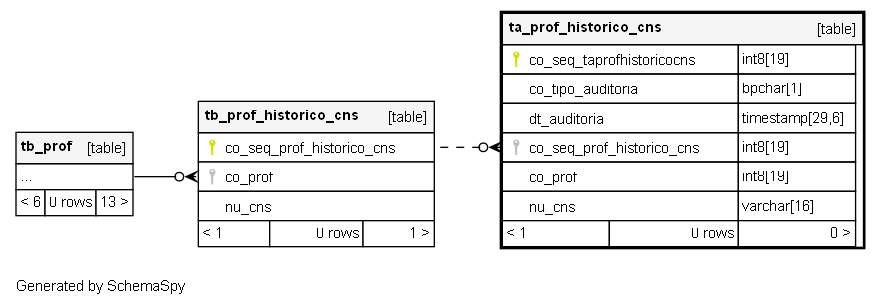 ta_prof_historico_cns [table]
co_seq_taprofhistoricocns int8[19]
co_tipo_auditoria bpchar[1]
dt_auditoria timestamp[29,6]
co_seq_prof_historico_cns int8[19]
co_prof int8[19]
nu_cns varchar[16]
< 1 0 rows 0 >
tb_prof_historico_cns [table]
co_seq_prof_historico_cns
co_prof
nu_cns
< 1 0 rows 1 >
tb_prof [table]
...
< 6 0 rows 13 >
Generated by SchemaSpy